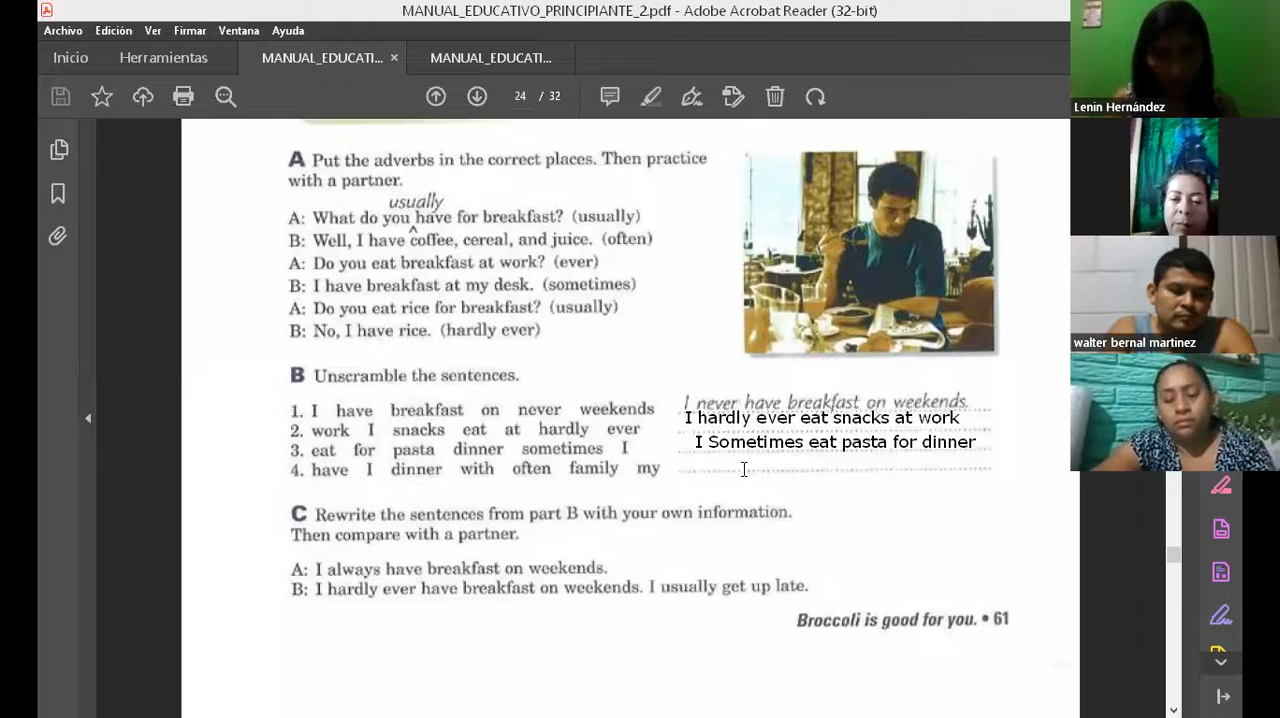 MANUAL_EDUCATIVO_PRINCIPIANTE_2.pdf - Adobe Acrobat Reader (32-bit)
Archivo Edición Ver Firmar Ventana Ayuda
Inicio Herramientas MANUAL_EDUCATI... × MANUAL_EDUCATI...
24 / 32
A Put the adverbs in the correct places. Then practice
with a partner.
usually
A: What do you have for breakfast? (usually)
B: Well, I have coffee, cereal, and juice. (often)
A: Do you eat breakfast at work? (ever)
B: I have breakfast at my desk. (sometimes)
A: Do you eat rice for breakfast? (usually)
B: No, I have rice. (hardly ever)
B Unscramble the sentences.
1. I have breakfast on never weekends I never have breakfast on weekends.
2. work I snacks eat at hardly ever I hardly ever eat snacks at work
3. eat for pasta dinner sometimes I I Sometimes eat pasta for dinner
4. have I dinner with often family my
C Rewrite the sentences from part B with your own information.
Then compare with a partner.
A: I always have breakfast on weekends.
B: I hardly ever have breakfast on weekends. I usually get up late.
Broccoli is good for you. • 61
Lenin Hernández
walter bernal martinez